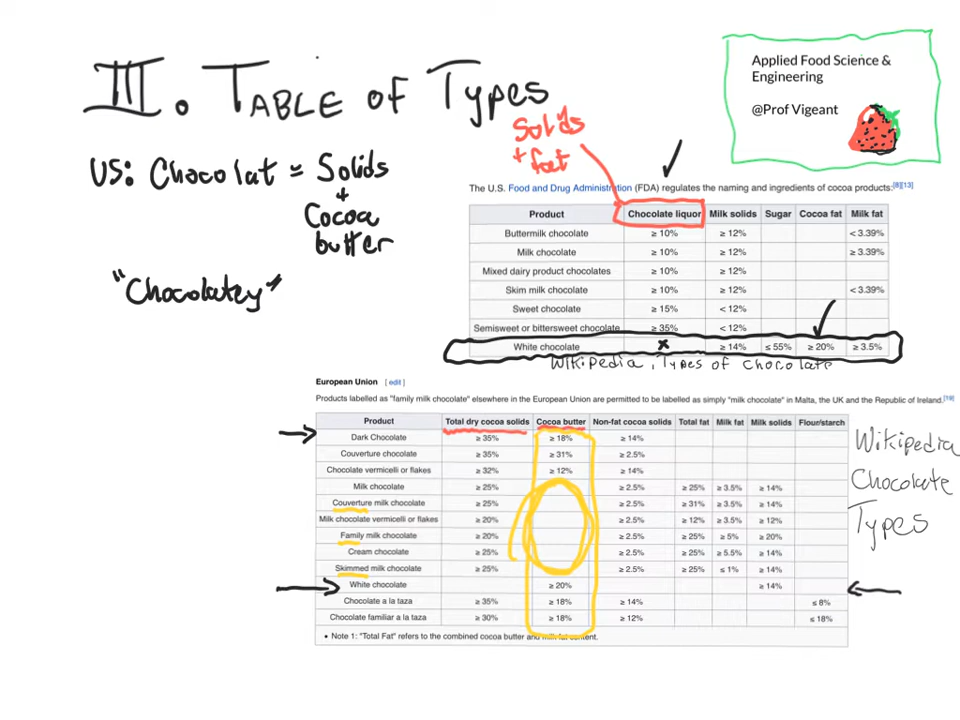 III. TABLE of Types
Applied Food Science &
Engineering
@Prof Vigeant
Solids
+ fat
US: Chocolat = Solids
+
Cocoa
butter
"Chocolatey"
The U.S. Food and Drug Administration (FDA) regulates the naming and ingredients of cocoa products:[8][13]
Product Chocolate liquor Milk solids Sugar Cocoa fat Milk fat
Buttermilk chocolate ≥ 10% ≥ 12% < 3.39%
Milk chocolate ≥ 10% ≥ 12% ≥ 3.39%
Mixed dairy product chocolates ≥ 10% ≥ 12%
Skim milk chocolate ≥ 10% ≥ 12% < 3.39%
Sweet chocolate ≥ 15% < 12%
Semisweet or bittersweet chocolate ≥ 35% < 12%
White chocolate x ≥ 14% ≤ 55% ≥ 20% ≥ 3.5%
Wikipedia, Types of chocolate
European Union [ edit ]
Products labelled as "family milk chocolate" elsewhere in the European Union are permitted to be labelled as simply "milk chocolate" in Malta, the UK and the Republic of Ireland.[19]
Product Total dry cocoa solids Cocoa butter Non-fat cocoa solids Total fat Milk fat Milk solids Flour/starch
Dark Chocolate ≥ 35% ≥ 18% ≥ 14%
Couverture chocolate ≥ 35% ≥ 31% ≥ 2.5%
Chocolate vermicelli or flakes ≥ 32% ≥ 12% ≥ 14%
Milk chocolate ≥ 25% ≥ 2.5% ≥ 25% ≥ 3.5% ≥ 14%
Couverture milk chocolate ≥ 25% ≥ 2.5% ≥ 31% ≥ 3.5% ≥ 14%
Milk chocolate vermicelli or flakes ≥ 20% ≥ 2.5% ≥ 12% ≥ 3.5% ≥ 12%
Family milk chocolate ≥ 20% ≥ 2.5% ≥ 25% ≥ 5% ≥ 20%
Cream chocolate ≥ 25% ≥ 2.5% ≥ 25% ≥ 5.5% ≥ 14%
Skimmed milk chocolate ≥ 25% ≥ 2.5% ≥ 25% ≤ 1% ≥ 14%
White chocolate ≥ 20% ≥ 14%
Chocolate a la taza ≥ 35% ≥ 18% ≥ 14% ≤ 8%
Chocolate familiar a la taza ≥ 30% ≥ 18% ≥ 12% ≤ 18%
• Note 1: "Total Fat" refers to the combined cocoa butter and milk fat content.
Wikipedia
Chocolate
Types